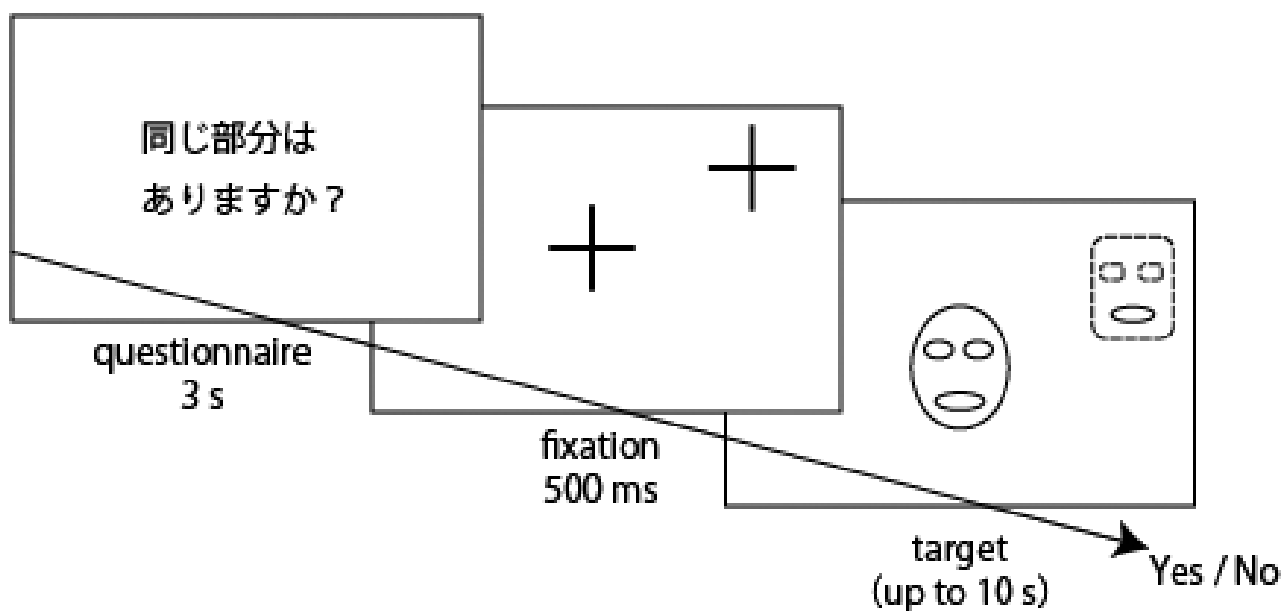 同じ部分は
ありますか？
questionnaire
3 s
fixation
500 ms
target
(up to 10 s)
Yes / No